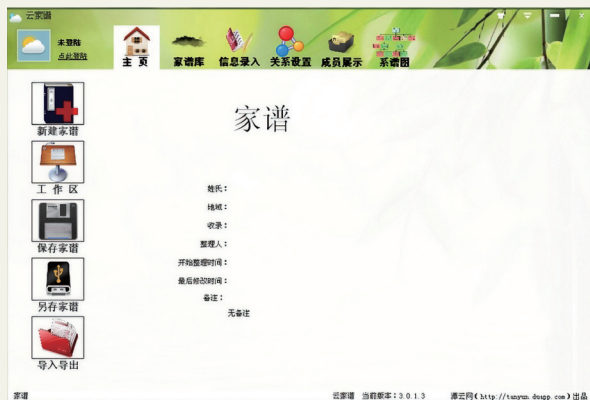 云家谱
未登陆
点此登陆
主 页 家谱库 信息录入 关系设置 成员展示 系谱图
新建家谱
工 作 区
保存家谱
另存家谱
导入导出
家谱
姓氏：
地域：
收录：
整理人：
开始整理时间：
最后修改时间：
备注：
无备注
家谱 云家谱 当前版本：3.0.1.3 潭云网(http://tanyun.duapp.com)出品